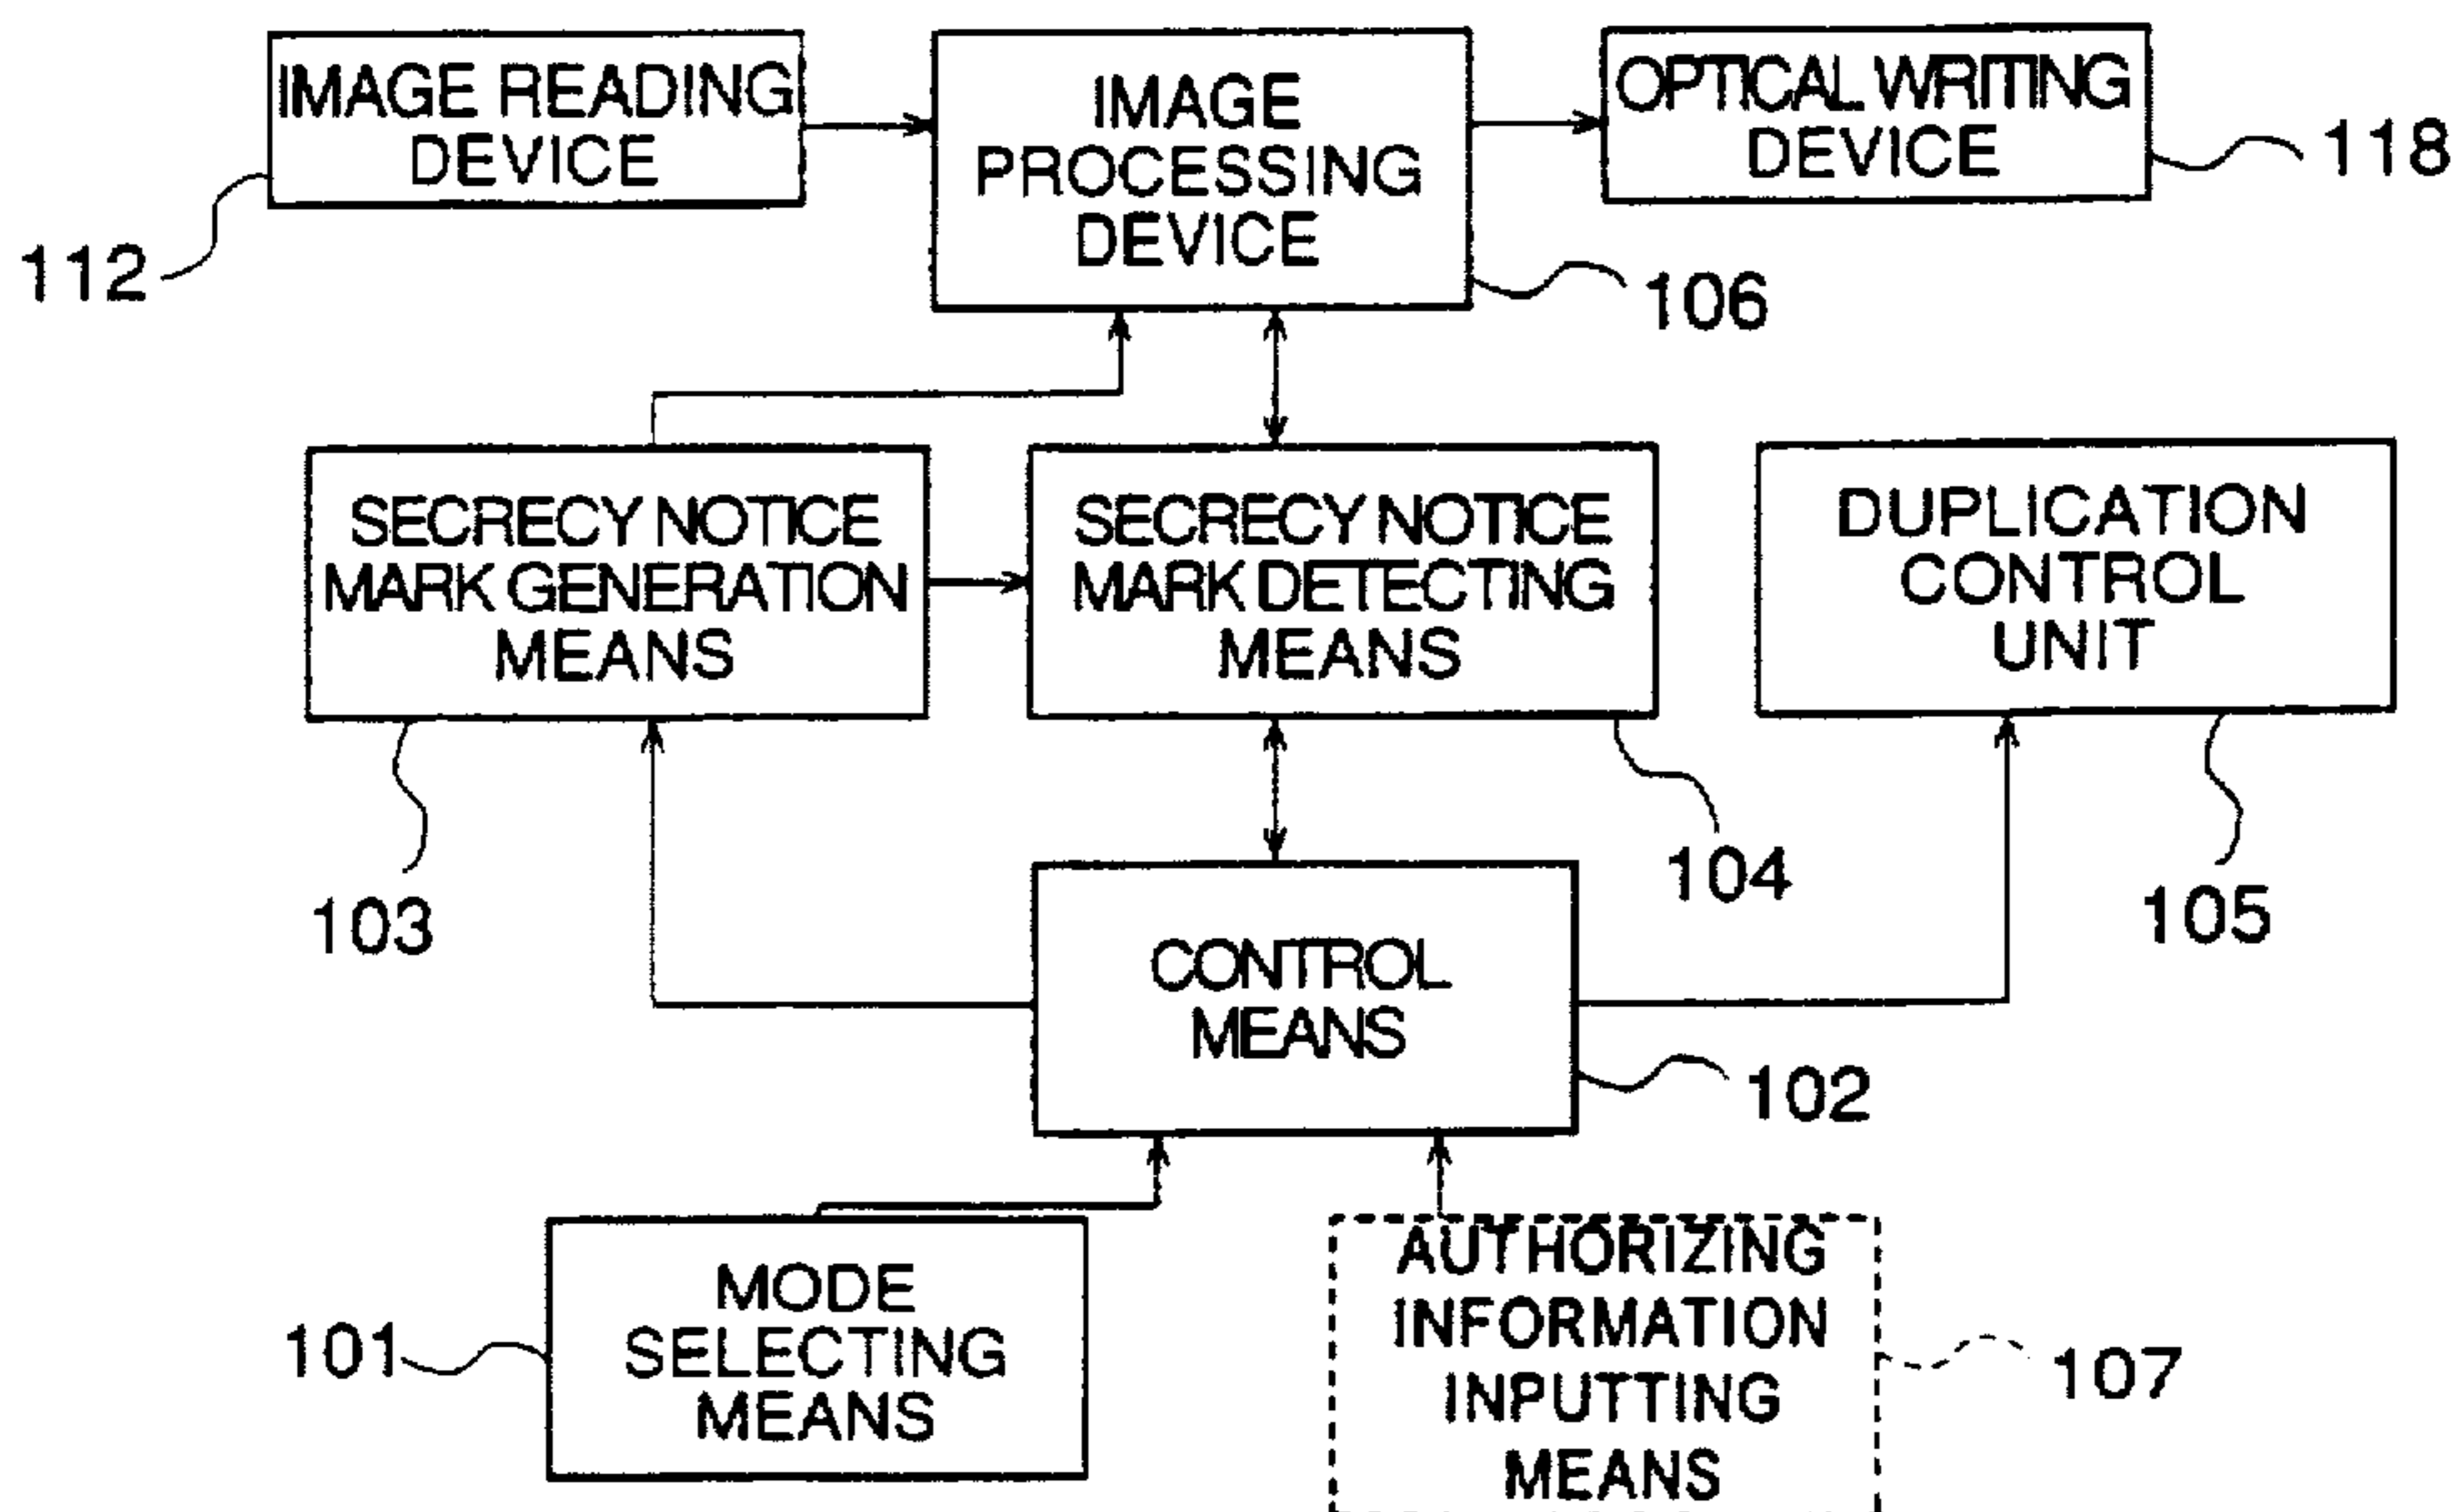 IMAGE READING
DEVICE
112
IMAGE
PROCESSING
DEVICE
106
OPTICAL WRITING
DEVICE
118
SECRECY NOTICE
MARK GENERATION
MEANS
103
SECRECY NOTICE
MARK DETECTING
MEANS
104
DUPLICATION
CONTROL
UNIT
105
CONTROL
MEANS
102
MODE
SELECTING
MEANS
101
AUTHORIZING
INFORMATION
INPUTTING
MEANS
107